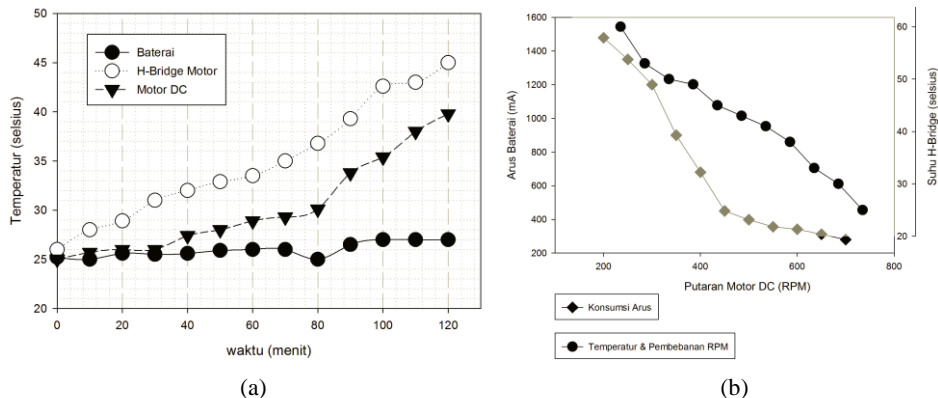 50
45
40
35
30
25
20
Temperatur (selsius)
Baterai
H-Bridge Motor
Motor DC
0 20 40 60 80 100 120
waktu (menit)
(a)
1600
1400
1200
1000
800
600
400
200
Arus Baterai (mA)
60
50
40
30
20
Suhu H-Bridge (selsius)
200 400 600 800
Putaran Motor DC (RPM)
Konsumsi Arus
Temperatur & Pembebanan RPM
(b)